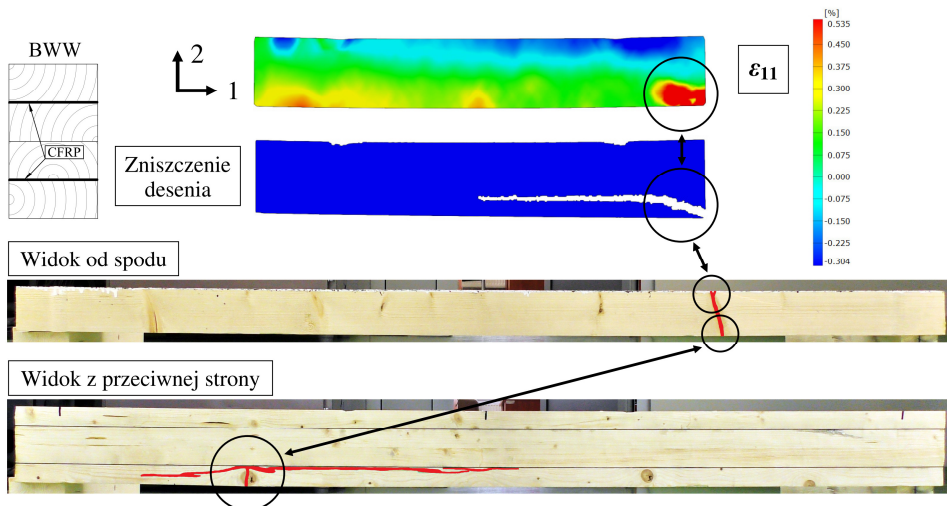 BWW
CFRP
2
1
ε11
[%]
0.535
0.450
0.375
0.300
0.225
0.150
0.075
0.000
-0.075
-0.150
-0.225
-0.304
Zniszczenie
desenia
Widok od spodu
Widok z przeciwnej strony